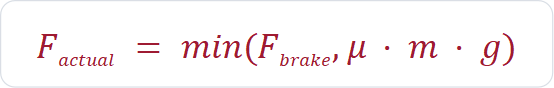 F_actual = min(F_brake, μ · m · g)